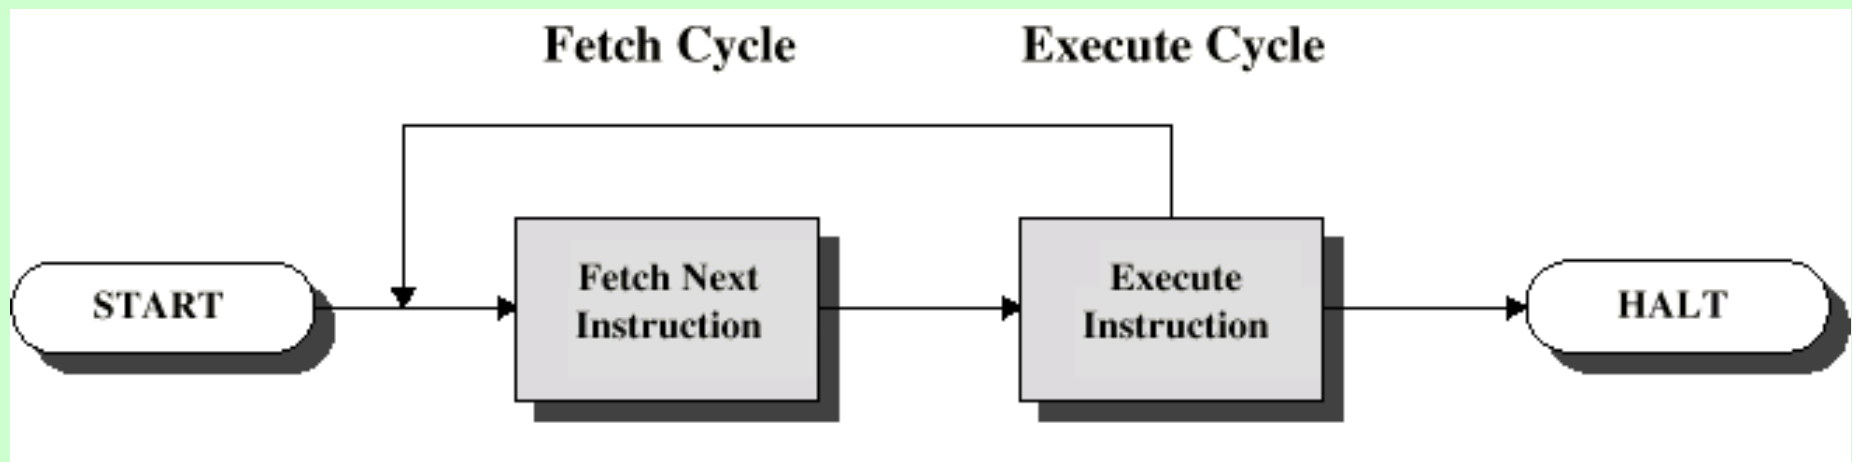 Fetch Cycle
Execute Cycle
START
Fetch Next
Instruction
Execute
Instruction
HALT